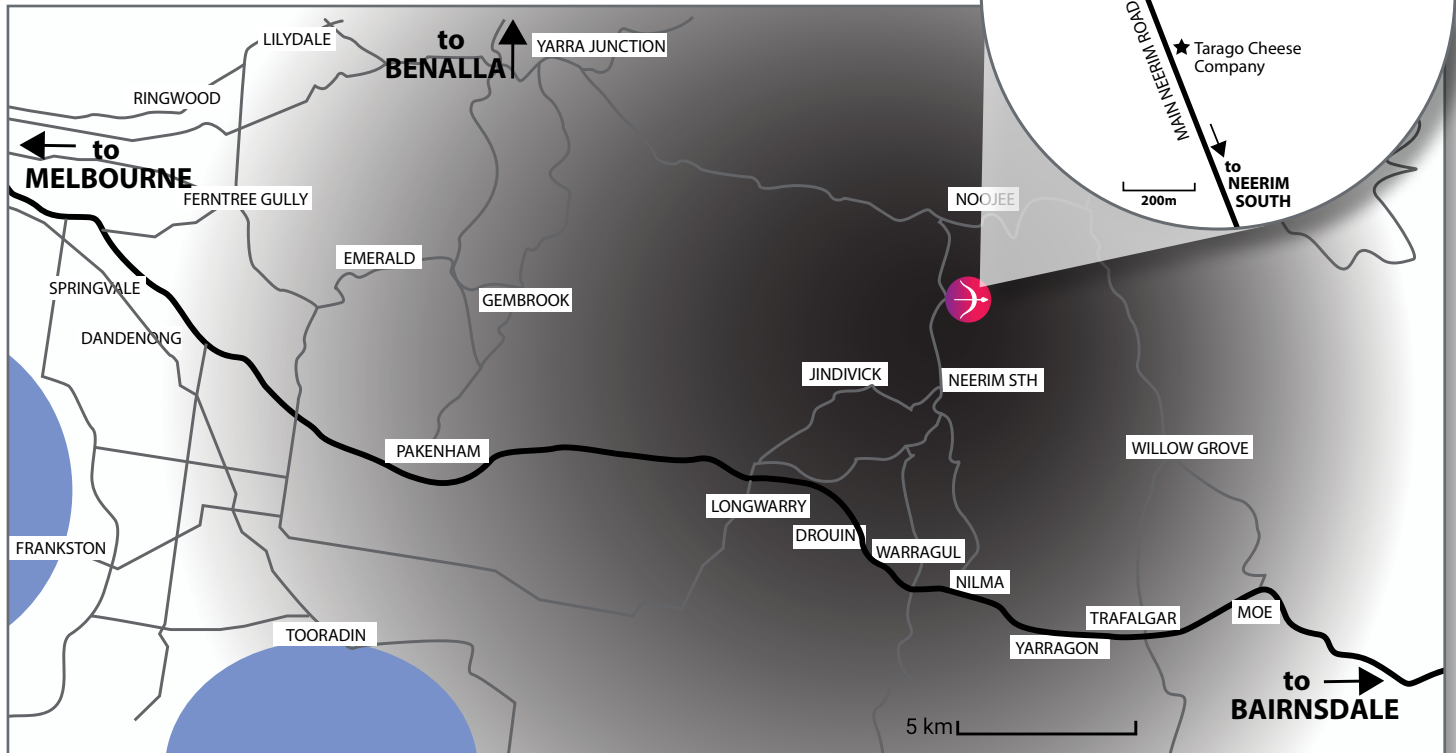 LILYDALE
to
BENALLA
YARRA JUNCTION
RINGWOOD
to
MELBOURNE
FERNTREE GULLY
EMERALD
GEMBROOK
SPRINGVALE
DANDENONG
PAKENHAM
FRANKSTON
TOORADIN
NOOJEE
JINDIVICK
NEERIM STH
WILLOW GROVE
LONGWARRY
DROUIN
WARRAGUL
NILMA
TRAFALGAR
MOE
YARRAGON
to
BAIRNSDALE
5 km
MAIN NEERIM ROAD
Tarago Cheese
Company
to
NEERIM
SOUTH
200m